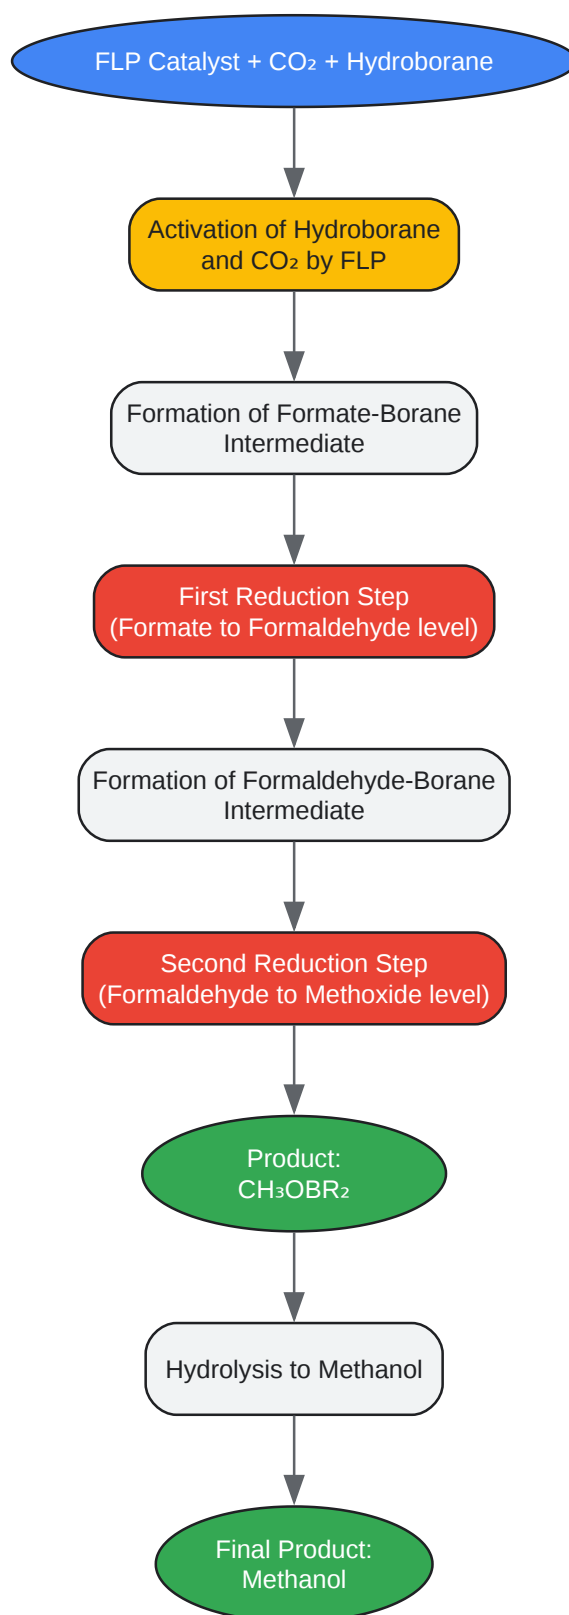 FLP Catalyst + CO₂ + Hydroborane
Activation of Hydroborane
and CO₂ by FLP
Formation of Formate-Borane
Intermediate
First Reduction Step
(Formate to Formaldehyde level)
Formation of Formaldehyde-Borane
Intermediate
Second Reduction Step
(Formaldehyde to Methoxide level)
Product:
CH₃OBR₂
Hydrolysis to Methanol
Final Product:
Methanol